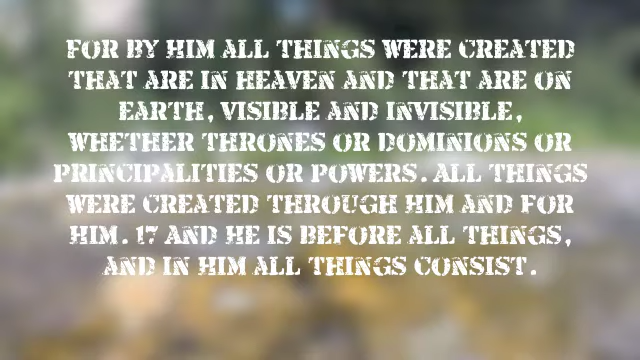 FOR BY HIM ALL THINGS WERE CREATED
THAT ARE IN HEAVEN AND THAT ARE ON
EARTH, VISIBLE AND INVISIBLE,
WHETHER THRONES OR DOMINIONS OR
PRINCIPALITIES OR POWERS. ALL THINGS
WERE CREATED THROUGH HIM AND FOR
HIM. 17 AND HE IS BEFORE ALL THINGS,
AND IN HIM ALL THINGS CONSIST.